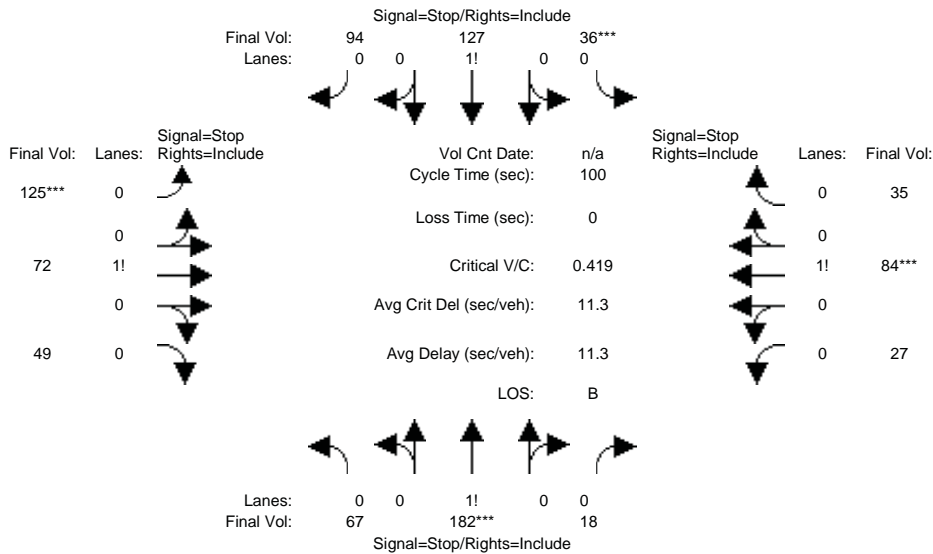 Signal=Stop/Rights=Include
Final Vol: 94 127 36***
Lanes: 0 0 1! 0 0
Signal=Stop
Final Vol: Lanes: Rights=Include
Vol Cnt Date: n/a
Signal=Stop
Rights=Include Lanes: Final Vol:
Cycle Time (sec): 100
125*** 0
0 35
Loss Time (sec): 0
0
0
72 1!
Critical V/C: 0.419
1! 84***
0
Avg Crit Del (sec/veh): 11.3
0
49 0
Avg Delay (sec/veh): 11.3
0 27
LOS: B
Lanes: 0 0 1! 0 0
Final Vol: 67 182*** 18
Signal=Stop/Rights=Include